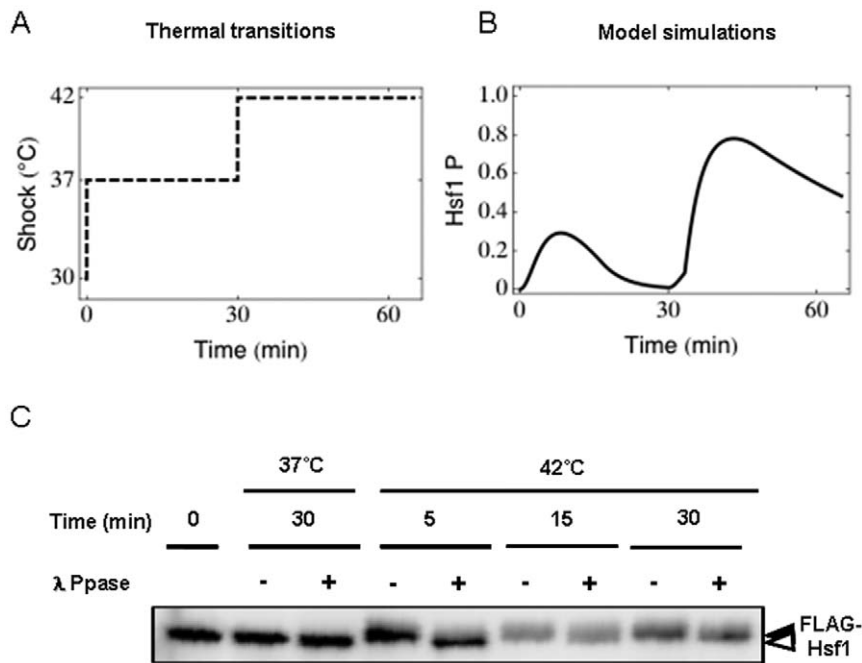 A
Thermal transitions
Shock (°C)
42
37
30
0
30
60
Time (min)
B
Model simulations
Hsf1 P
1.0
0.8
0.6
0.4
0.2
0
0
30
60
Time (min)
C
37°C
42°C
Time (min) 0 30 5 15 30
λ Ppase - + - + - + - +
FLAG-
Hsf1